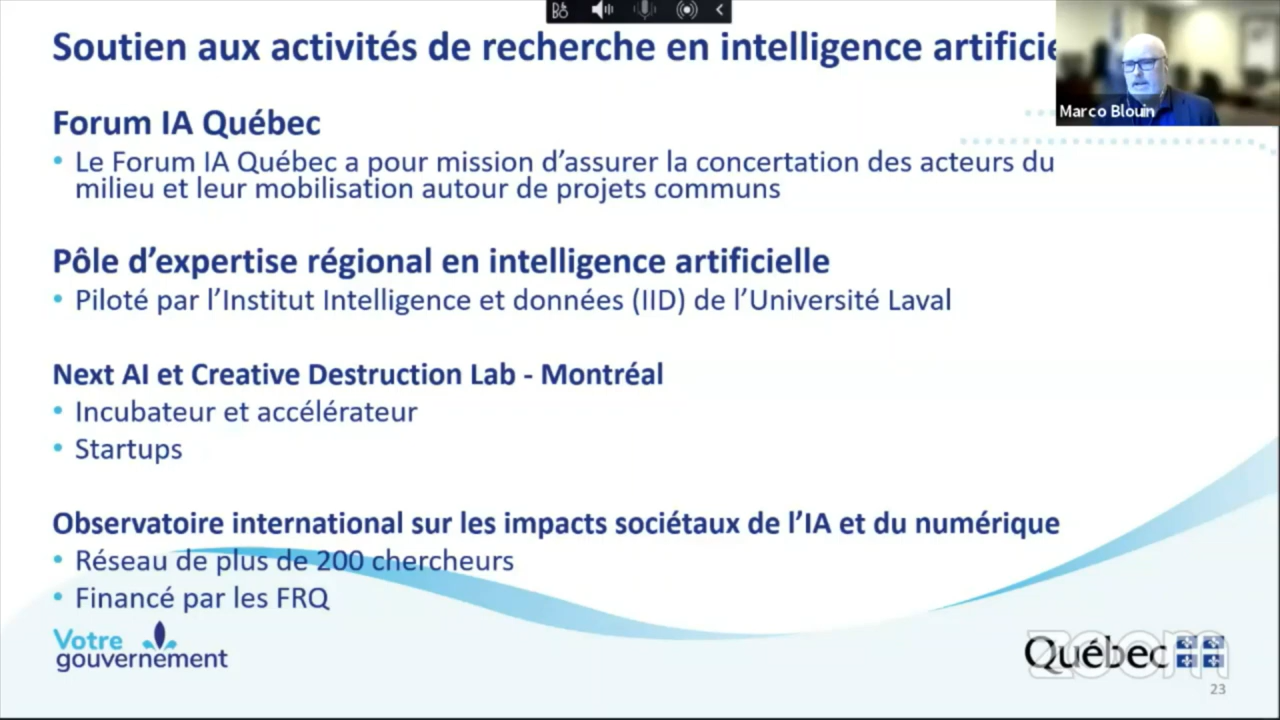 Soutien aux activités de recherche en intelligence artificie
Marco Blouin
Forum IA Québec
• Le Forum IA Québec a pour mission d’assurer la concertation des acteurs du
milieu et leur mobilisation autour de projets communs
Pôle d’expertise régional en intelligence artificielle
• Piloté par l’Institut Intelligence et données (IID) de l’Université Laval
Next AI et Creative Destruction Lab - Montréal
• Incubateur et accélérateur
• Startups
Observatoire international sur les impacts sociétaux de l’IA et du numérique
• Réseau de plus de 200 chercheurs
• Financé par les FRQ
Votre
gouvernement
Québec
zoom
23